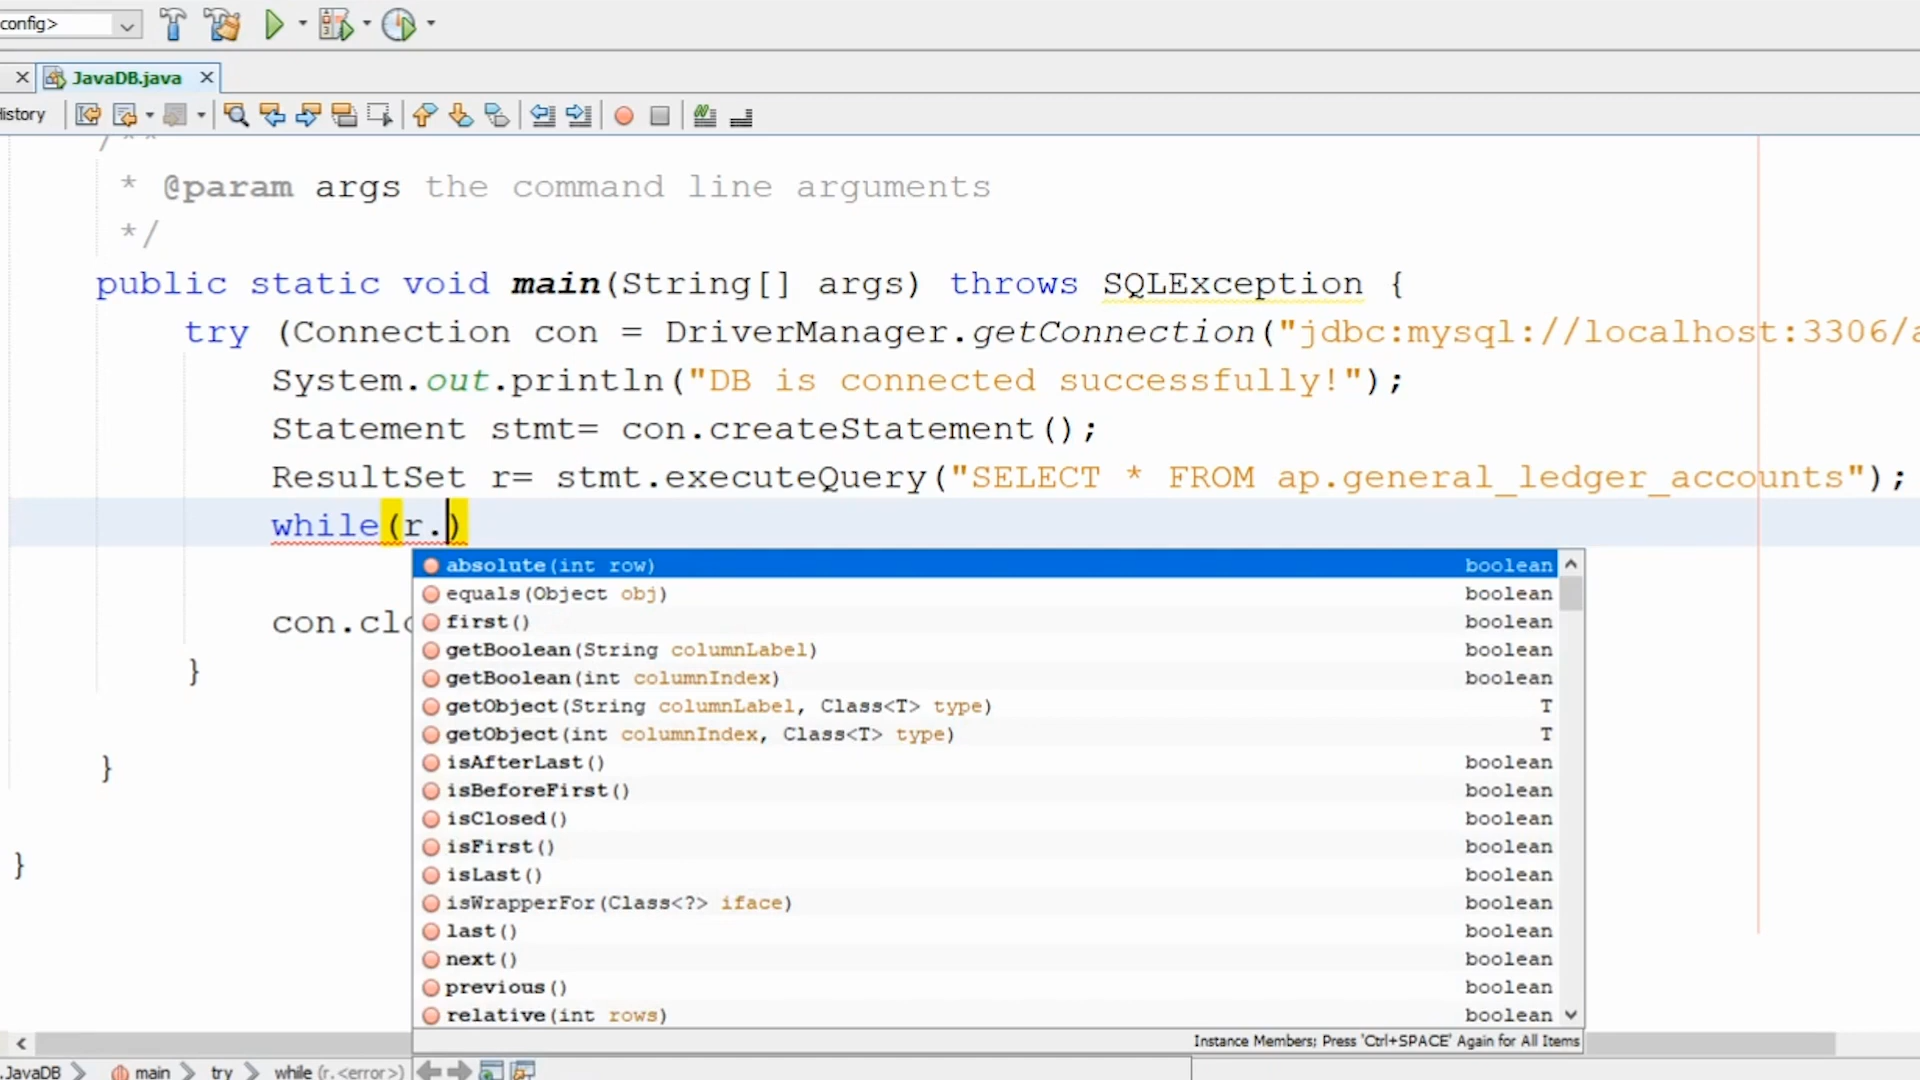 config>
JavaDB.java
History
/**
* @param args the command line arguments
*/
public static void main(String[] args) throws SQLException {
try (Connection con = DriverManager.getConnection("jdbc:mysql://localhost:3306/a
System.out.println("DB is connected successfully!");
Statement stmt= con.createStatement();
ResultSet r= stmt.executeQuery("SELECT * FROM ap.general_ledger_accounts");
while(r.)
absolute(int row) boolean
equals(Object obj) boolean
first() boolean
con.clo
getBoolean(String columnLabel) boolean
getBoolean(int columnIndex) boolean
}
getObject(String columnLabel, Class<T> type) T
getObject(int columnIndex, Class<T> type) T
isAfterLast() boolean
}
isBeforeFirst() boolean
isClosed() boolean
isFirst() boolean
}
isLast() boolean
isWrapperFor(Class<?> iface) boolean
last() boolean
next() boolean
previous() boolean
relative(int rows) boolean
Instance Members; Press 'Ctrl+SPACE' Again for All Items
.JavaDB main try while (r.<error>)